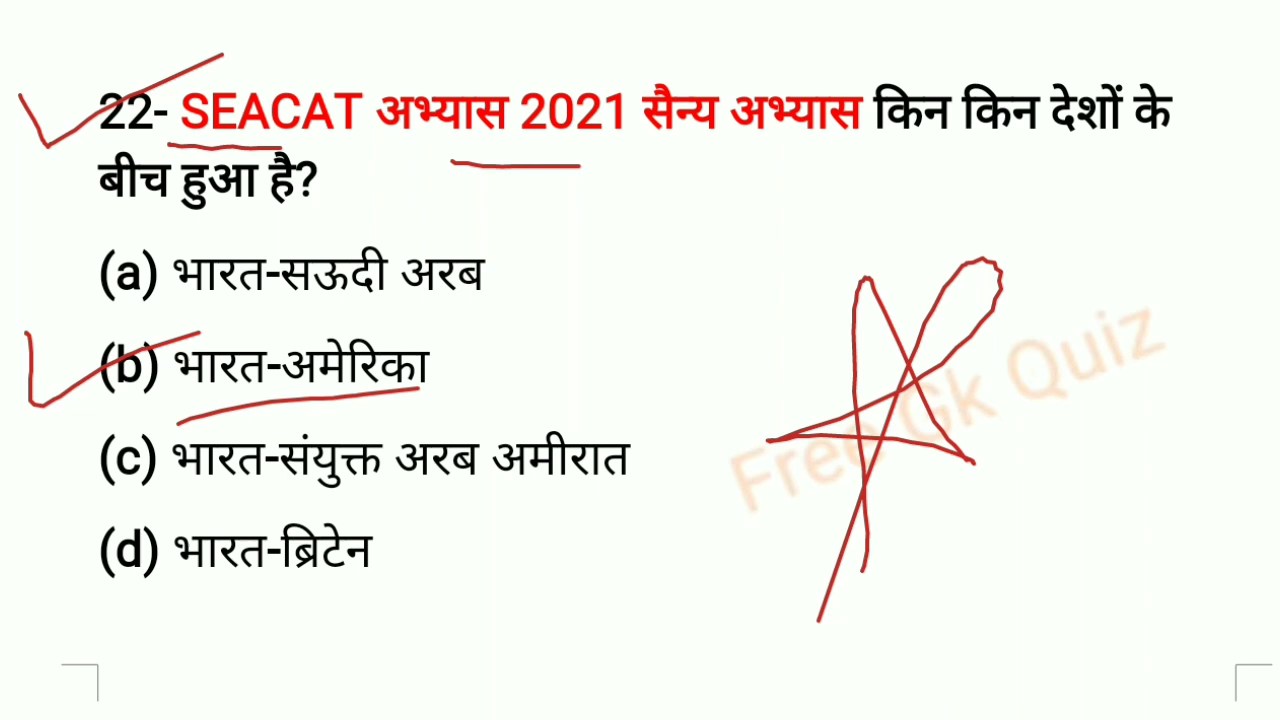 22- SEACAT अभ्यास 2021 सैन्य अभ्यास किन किन देशों के
बीच हुआ है?
(a) भारत-सऊदी अरब
(b) भारत-अमेरिका
(c) भारत-संयुक्त अरब अमीरात
(d) भारत-ब्रिटेन
Free Gk Quiz